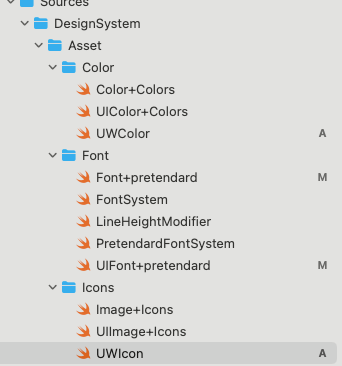 Sources
DesignSystem
Asset
Color
Color+Colors
UIColor+Colors
UWColor A
Font
Font+pretendard M
FontSystem
LineHeightModifier
PretendardFontSystem
UIFont+pretendard M
Icons
Image+Icons
UIImage+Icons
UWIcon A